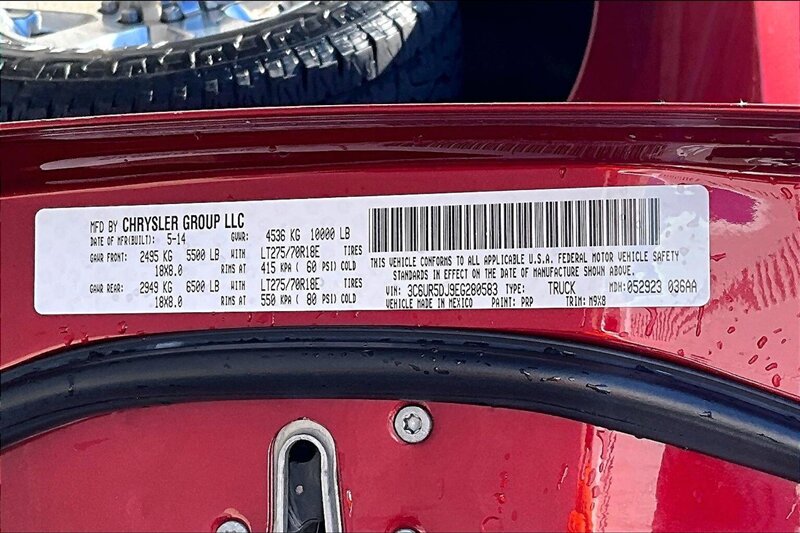 MFD BY CHRYSLER GROUP LLC
DATE OF MFR(BUILT): 5-14 GVWR: 4536 KG 10000 LB
GAWR FRONT: 2495 KG 5500 LB WITH LT275/70R18E TIRES
18X8.0 RIMS AT 415 KPA ( 60 PSI) COLD
GAWR REAR: 2949 KG 6500 LB WITH LT275/70R18E TIRES
18X8.0 RIMS AT 550 KPA ( 80 PSI) COLD
THIS VEHICLE CONFORMS TO ALL APPLICABLE U.S.A. FEDERAL MOTOR VEHICLE SAFETY
STANDARDS IN EFFECT ON THE DATE OF MANUFACTURE SHOWN ABOVE.
VIN: 3C6UR5DJ9EG280583 TYPE: TRUCK MDH: 052923 036AA
VEHICLE MADE IN MEXICO PAINT: PRP TRIM: M9X8